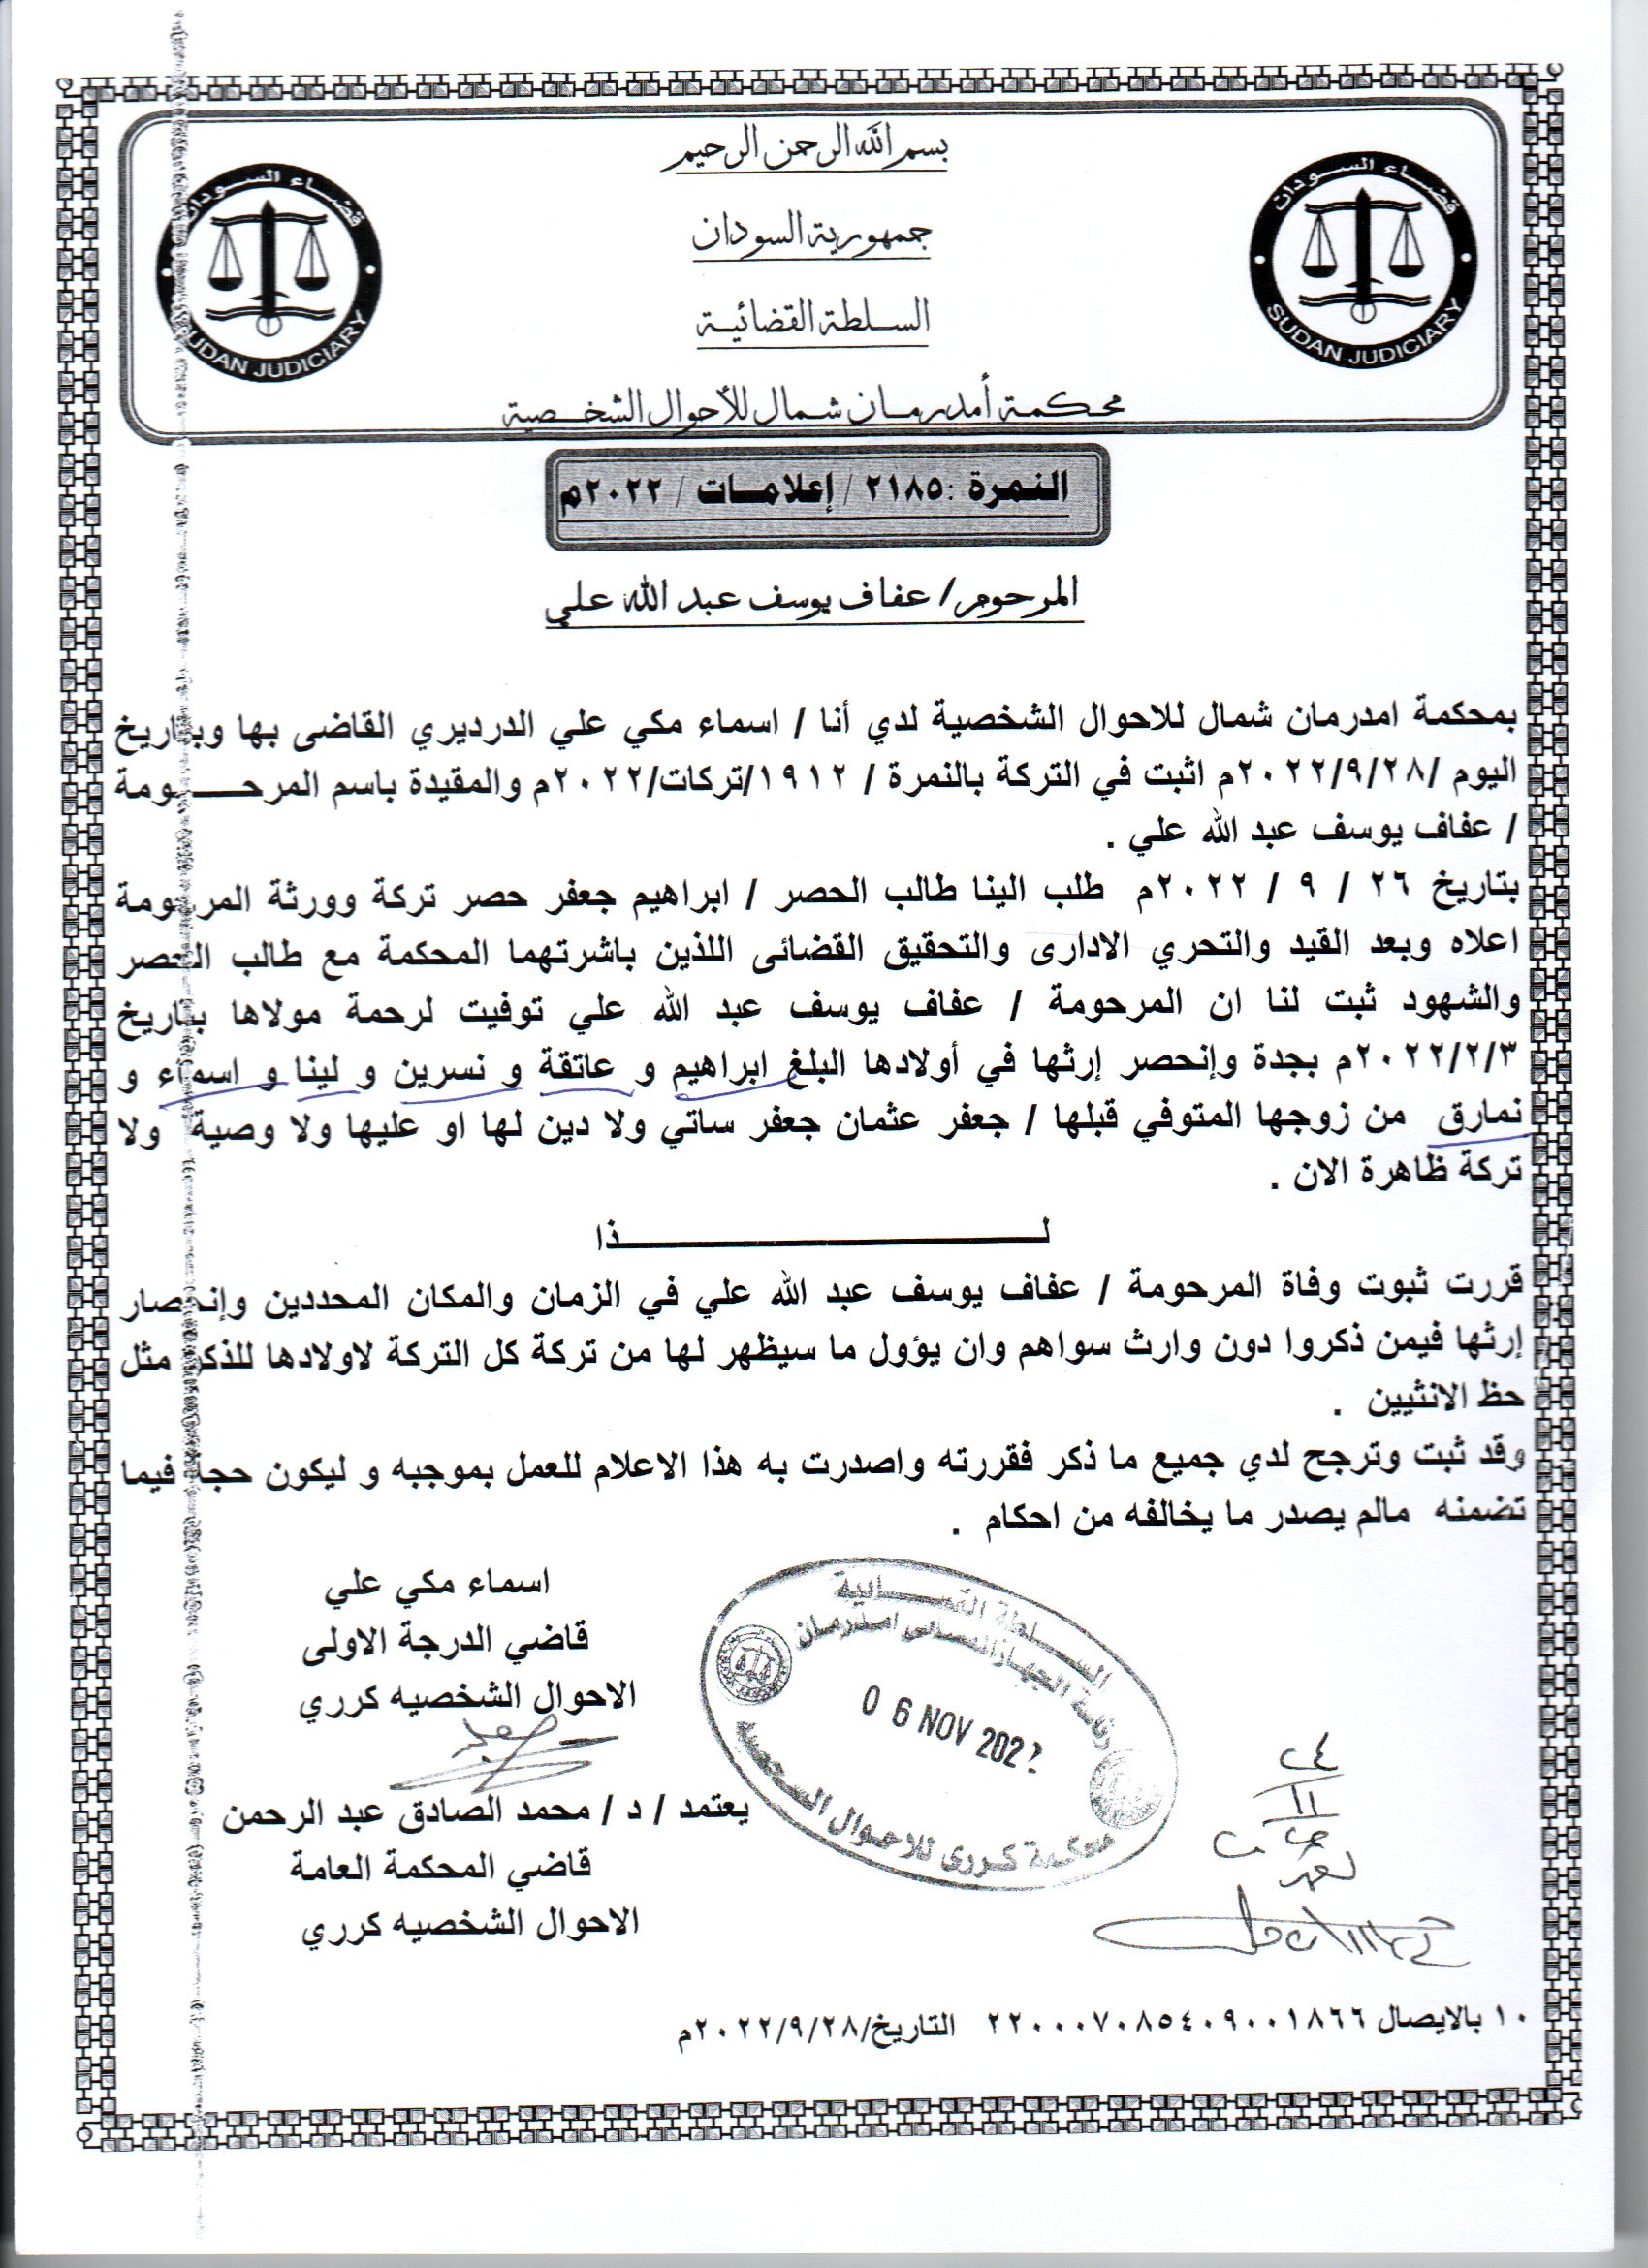 بسم الله الرحمن الرحيم
جمهورية السودان
السلطة القضائية
محكمة أمدرمان شمال للأحوال الشخصية
قضاء السودان
SUDAN JUDICIARY
قضاء السودان
SUDAN JUDICIARY
النمرة :٢١٨٥ / إعلامات / ٢٠٢٢م
المرحوم/ عفاف يوسف عبد الله علي
بمحكمة امدرمان شمال للاحوال الشخصية لدي أنا / اسماء مكي علي الدرديري القاضى بها وبتاريخ
اليوم /٢٠٢٢/٩/٢٨م اثبت في التركة بالنمرة / ١٩١٢/تركات/٢٠٢٢م والمقيدة باسم المرحومة
/ عفاف يوسف عبد الله علي .
بتاريخ ٢٦ / ٩ / ٢٠٢٢م طلب الينا طالب الحصر / ابراهيم جعفر حصر تركة وورثة المرحومة
اعلاه وبعد القيد والتحري الادارى والتحقيق القضائى اللذين باشرتهما المحكمة مع طالب الحصر
والشهود ثبت لنا ان المرحومة / عفاف يوسف عبد الله علي توفيت لرحمة مولاها بتاريخ
٢٠٢٢/٢/٣م بجدة وإنحصر إرثها في أولادها البلغ ابراهيم و عاتقة و نسرين و لينا و اسماء و
نمارق من زوجها المتوفي قبلها / جعفر عثمان جعفر ساتي ولا دين لها او عليها ولا وصية ولا
تركة ظاهرة الان .
لـــــــذا
قررت ثبوت وفاة المرحومة / عفاف يوسف عبد الله علي في الزمان والمكان المحددين وإنحصار
إرثها فيمن ذكروا دون وارث سواهم وان يؤول ما سيظهر لها من تركة كل التركة لاولادها للذكر مثل
حظ الانثيين .
وقد ثبت وترجح لدي جميع ما ذكر فقررته واصدرت به هذا الاعلام للعمل بموجبه و ليكون حجة فيما
تضمنه مالم يصدر ما يخالفه من احكام .
اسماء مكي علي
قاضي الدرجة الاولى
الاحوال الشخصيه كرري
يعتمد / د / محمد الصادق عبد الرحمن
قاضي المحكمة العامة
الاحوال الشخصيه كرري
السلطة القضائية
رئاسة الجهاز القضائى امدرمان
0 6 NOV 2022
محكمة كررى للاحوال الشخصية
١٠ بالايصال ٢٢٠٠٠٧٠٨٥٤٠٩٠٠١٨٦٦ التاريخ/٢٠٢٢/٩/٢٨م